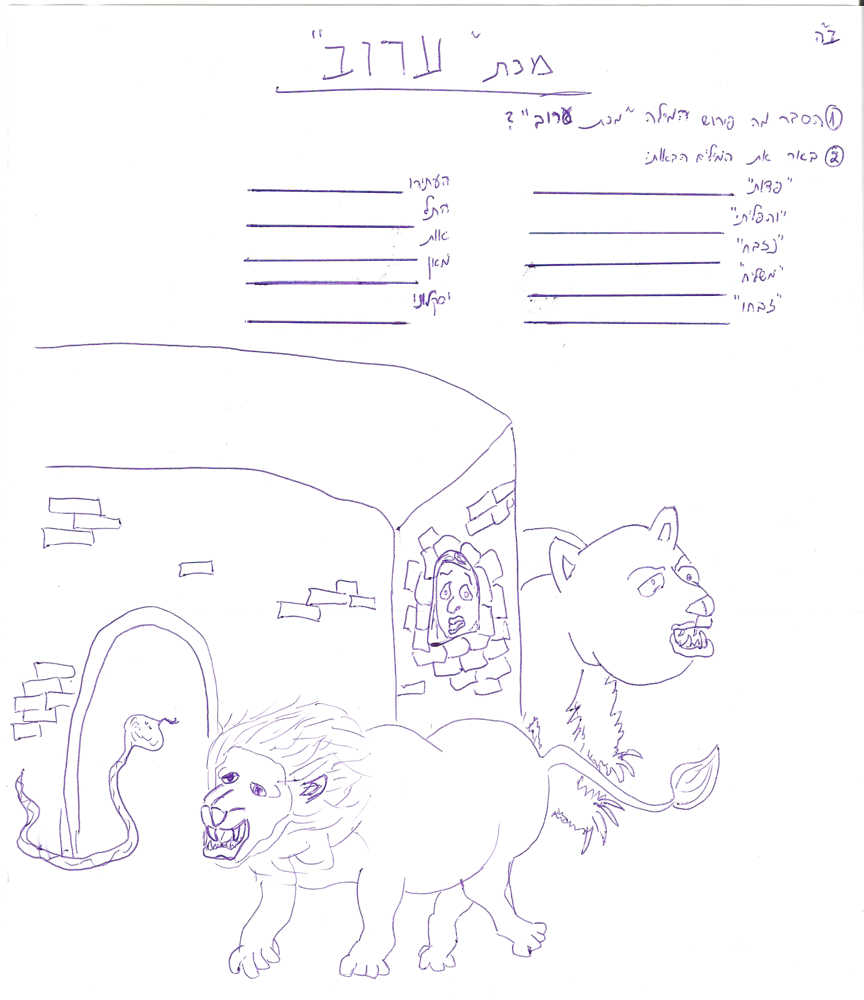 ב"ה
מכת "ערוב"
① הסבר מה פירוש המילה "מכת ערוב"?
② באר את המילים הבאות:
"פדות"
"והפליתי"
"נזבח"
"משליח"
"זבחו"
העתירו
התל
אות
מאן
יסקלונו